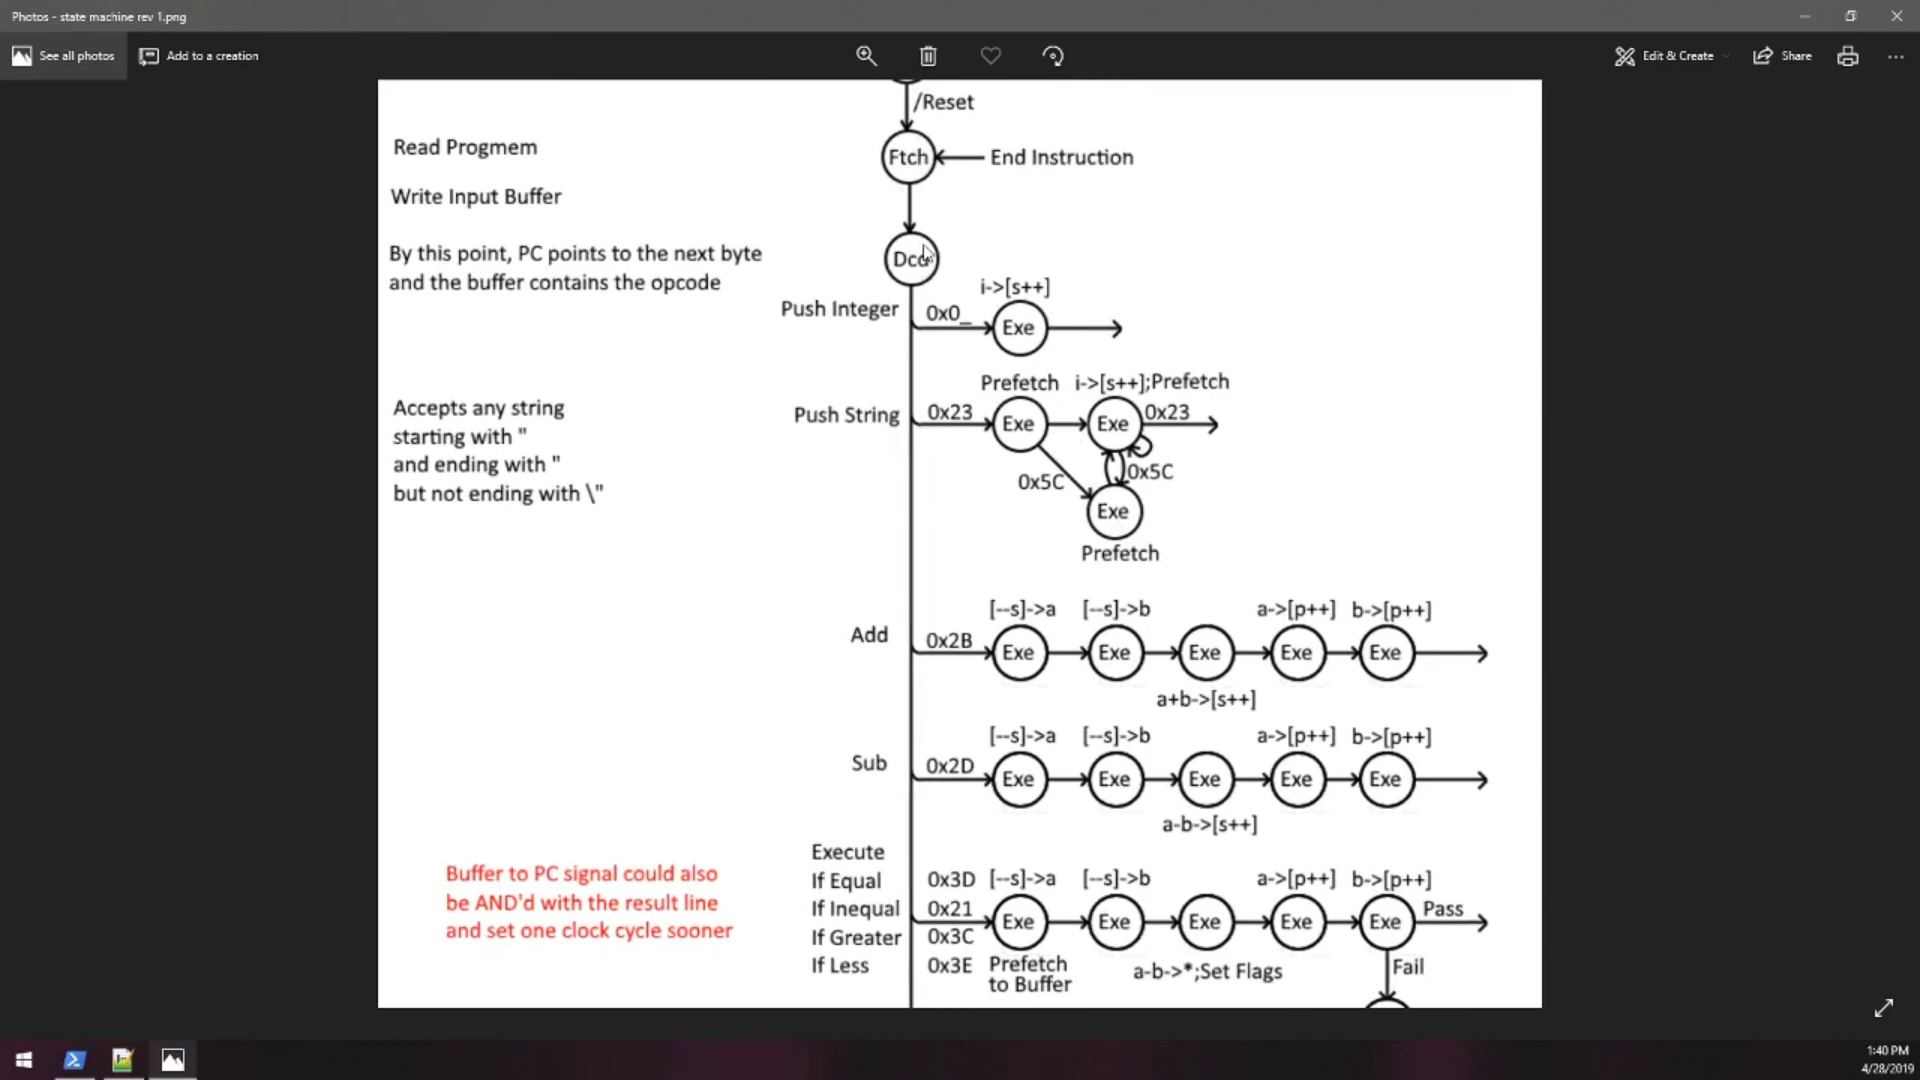 Photos - state machine rev 1.png
See all photos
Add to a creation
Edit & Create
Share
/Reset
Read Progmem
Ftch
End Instruction
Write Input Buffer
By this point, PC points to the next byte
and the buffer contains the opcode
Dcd
i->[s++]
Push Integer
0x0_
Exe
Accepts any string
starting with "
and ending with "
but not ending with \"
Prefetch
i->[s++];Prefetch
Push String
0x23
Exe
Exe
0x23
0x5C
0x5C
Exe
Prefetch
[--s]->a
[--s]->b
a->[p++]
b->[p++]
Add
0x2B
Exe
Exe
Exe
Exe
Exe
a+b->[s++]
[--s]->a
[--s]->b
a->[p++]
b->[p++]
Sub
0x2D
Exe
Exe
Exe
Exe
Exe
a-b->[s++]
Buffer to PC signal could also
be AND'd with the result line
and set one clock cycle sooner
Execute
If Equal
0x3D
[--s]->a
[--s]->b
a->[p++]
b->[p++]
If Inequal
0x21
Exe
Exe
Exe
Exe
Exe
Pass
If Greater
0x3C
If Less
0x3E
Prefetch
to Buffer
a-b->*;Set Flags
Fail
1:40 PM
4/28/2019